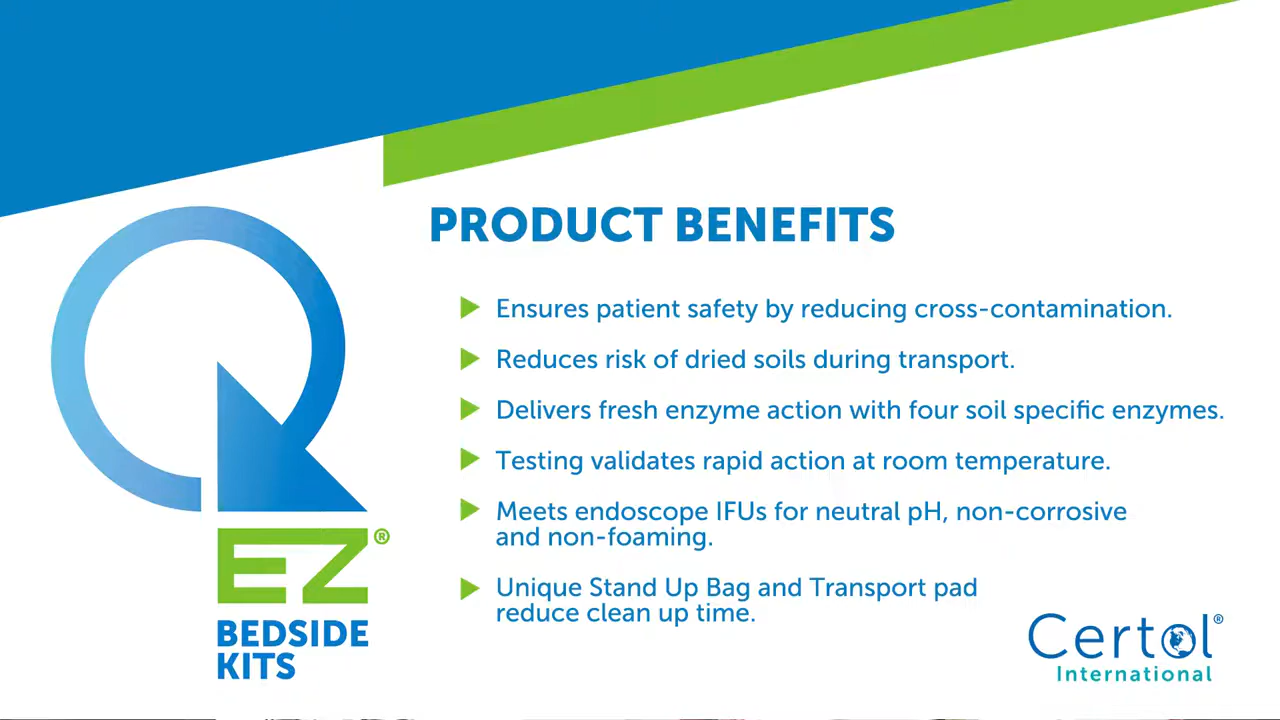 PRODUCT BENEFITS
Ensures patient safety by reducing cross-contamination.
Reduces risk of dried soils during transport.
Delivers fresh enzyme action with four soil specific enzymes.
Testing validates rapid action at room temperature.
Meets endoscope IFUs for neutral pH, non-corrosive
and non-foaming.
Unique Stand Up Bag and Transport pad
reduce clean up time.
EZ®
BEDSIDE
KITS
Certol®
International